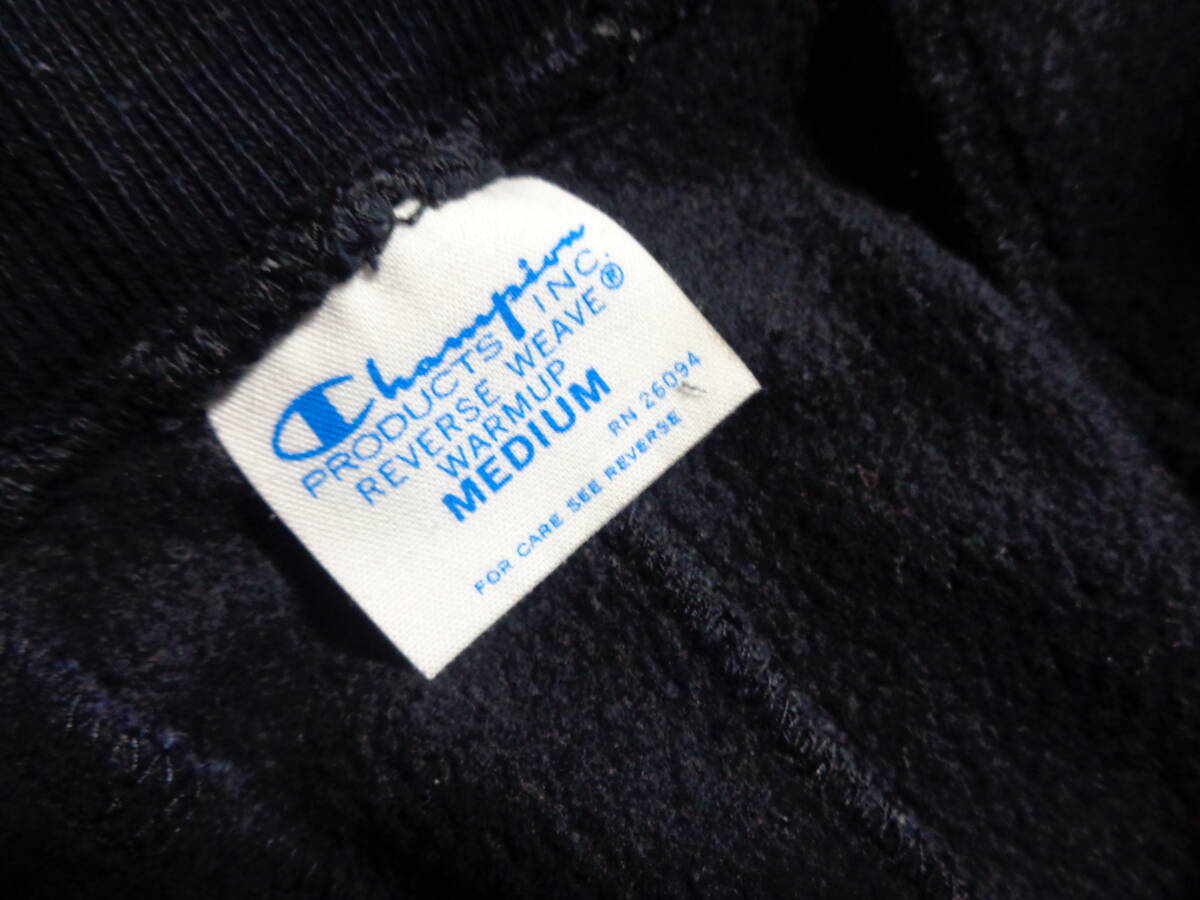 Champion
PRODUCTS INC.
REVERSE WEAVE®
WARMUP
MEDIUM
RN 26094
FOR CARE SEE REVERSE